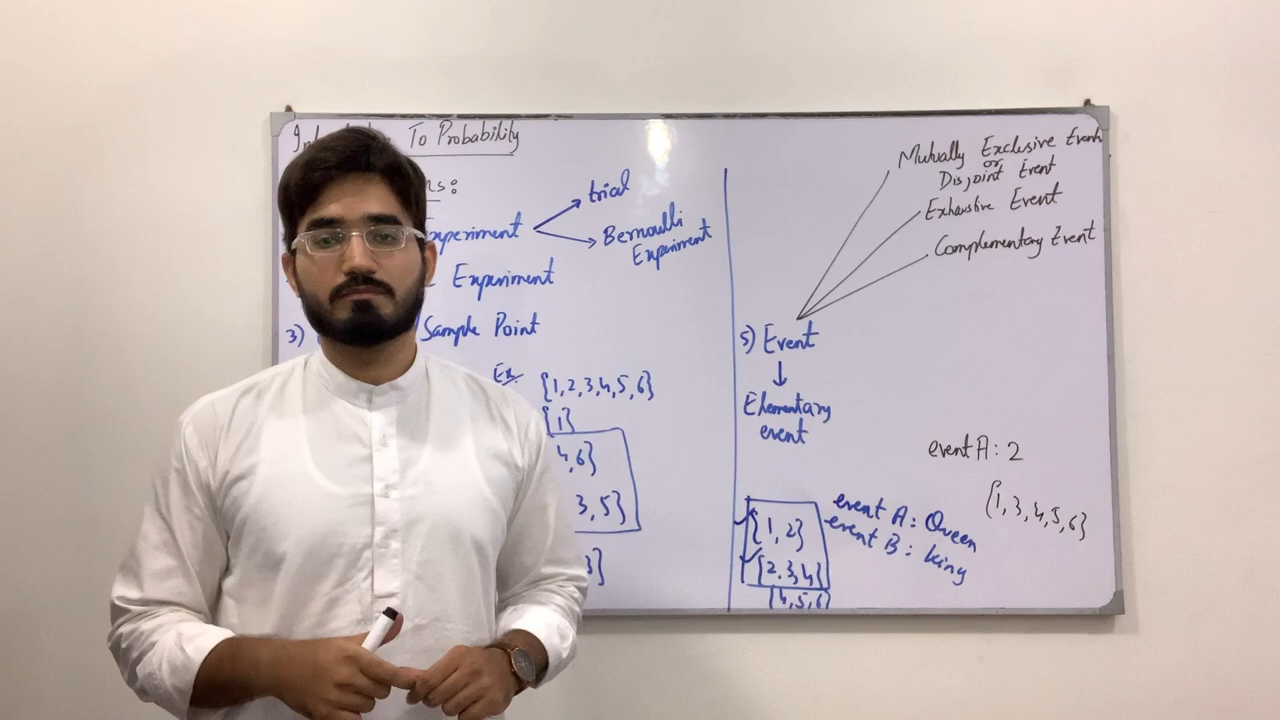 To Probability
ns:
xperiment
trial
Bernoulli
Experiment
Experiment
3) Sample Point
Ex
{1,2,3,4,5,6}
{1}
4,6}
3,5}
3}
Mutually Exclusive Events
or
Disjoint Event
Exhaustive Event
Complementary Event
5) Event
Elementary
event
{1,2}
{2,3,4}
{4,5,6
event A: Queen
event B: king
event A: 2
{1,3,4,5,6}